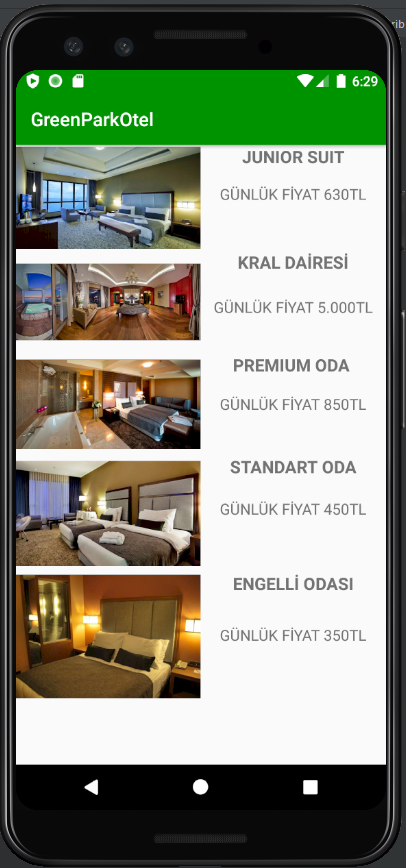 rib
6:29
GreenParkOtel
JUNIOR SUIT
GÜNLÜK FİYAT 630TL
KRAL DAİRESİ
GÜNLÜK FİYAT 5.000TL
PREMIUM ODA
GÜNLÜK FİYAT 850TL
STANDART ODA
GÜNLÜK FİYAT 450TL
ENGELLİ ODASI
GÜNLÜK FİYAT 350TL